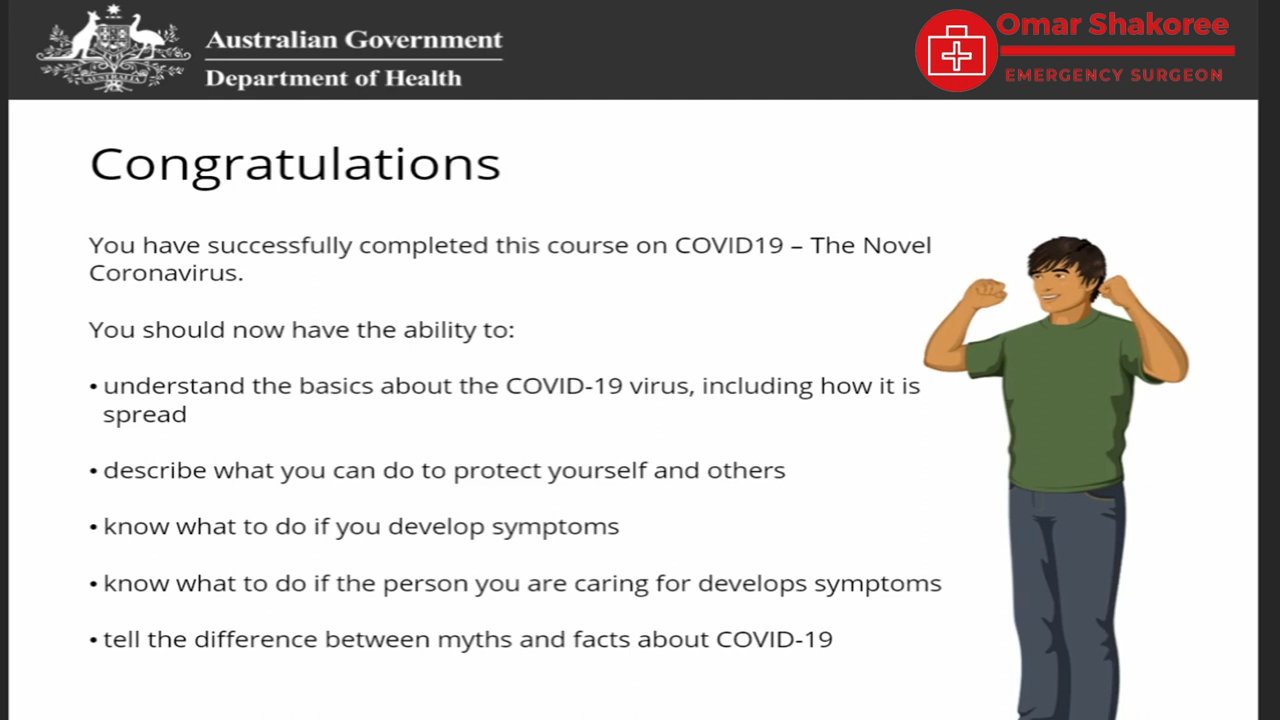 Australian Government
Department of Health
Omar Shakoree
EMERGENCY SURGEON
Congratulations
You have successfully completed this course on COVID19 – The Novel
Coronavirus.
You should now have the ability to:
• understand the basics about the COVID-19 virus, including how it is
spread
• describe what you can do to protect yourself and others
• know what to do if you develop symptoms
• know what to do if the person you are caring for develops symptoms
• tell the difference between myths and facts about COVID-19